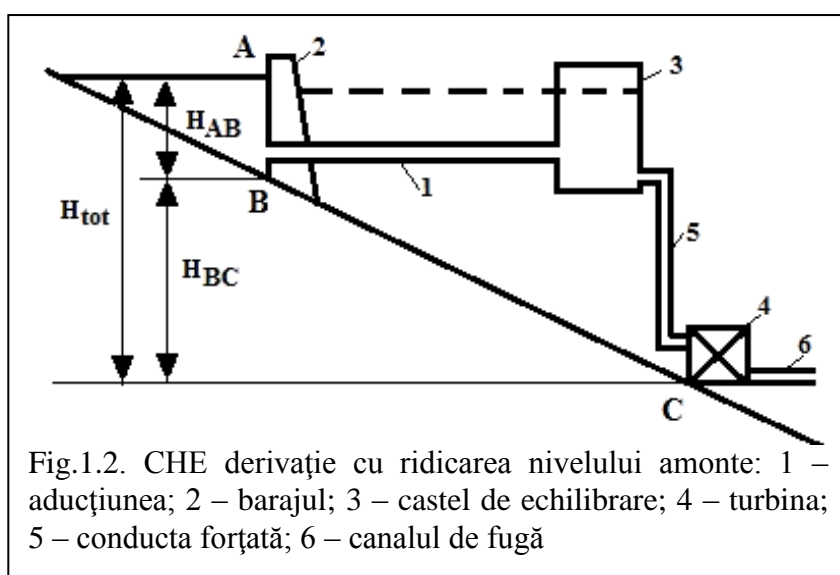 A
2
3
H_AB
1
B
H_tot
5
H_BC
4
6
C
Fig.1.2. CHE derivaţie cu ridicarea nivelului amonte: 1 –
aducţiunea; 2 – barajul; 3 – castel de echilibrare; 4 – turbina;
5 – conducta forţată; 6 – canalul de fugă